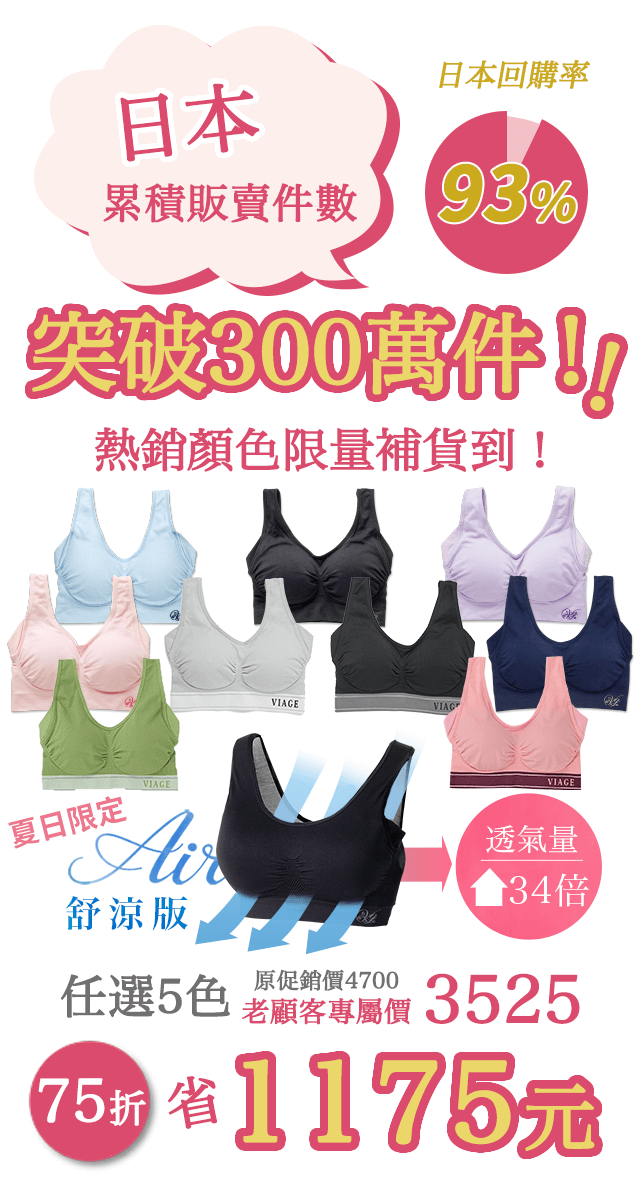 日本回購率
日本
累積販賣件數
93%
突破300萬件!!
熱銷顏色限量補貨到！
VIAGE
VIAGE
VIAGE
VIAGE
夏日限定
Air
舒涼版
透氣量
34倍
任選5色
原促銷價4700
老顧客專屬價
3525
75折
省1175元